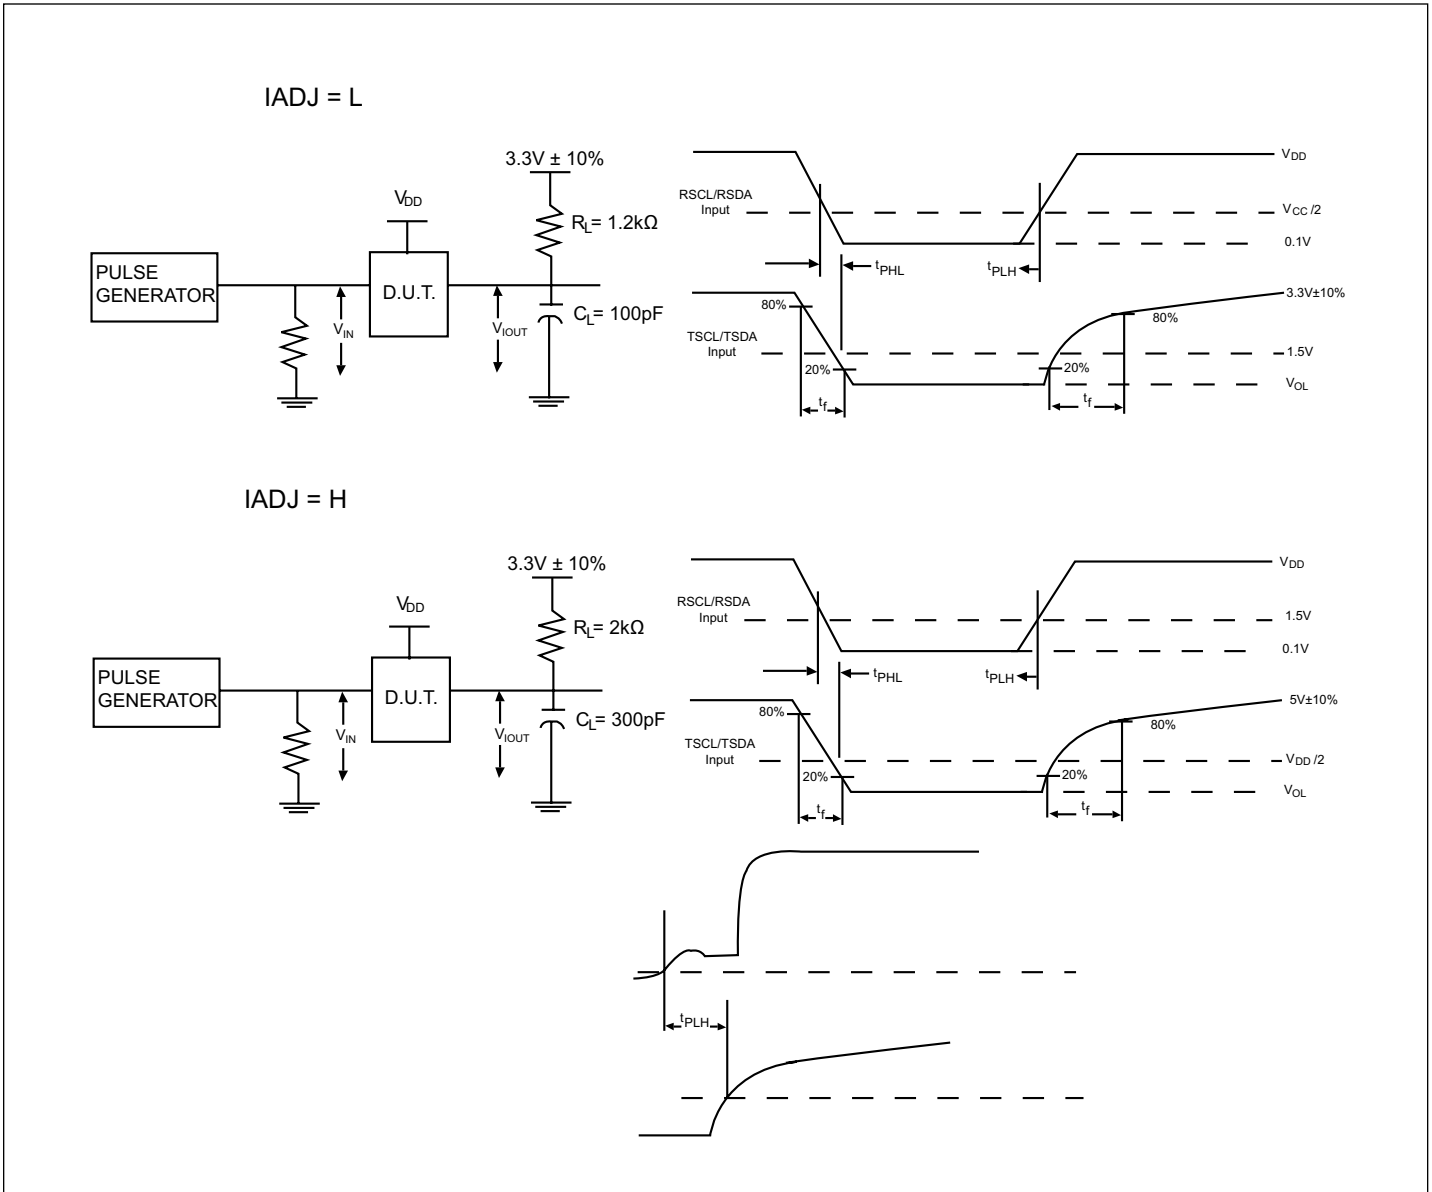 IADJ = L
3.3V ± 10%
VDD
RL= 1.2kΩ
PULSE
GENERATOR
D.U.T.
VIN
VIOUT
CL= 100pF
VDD
RSCL/RSDA
Input
VCC /2
0.1V
tPHL
tPLH
80%
3.3V±10%
80%
TSCL/TSDA
Input
1.5V
20%
20%
VOL
tf
tf
IADJ = H
3.3V ± 10%
VDD
RL= 2kΩ
PULSE
GENERATOR
D.U.T.
VIN
VIOUT
CL= 300pF
VDD
RSCL/RSDA
Input
1.5V
0.1V
tPHL
tPLH
80%
5V±10%
80%
TSCL/TSDA
Input
VDD /2
20%
20%
VOL
tf
tf
tPLH